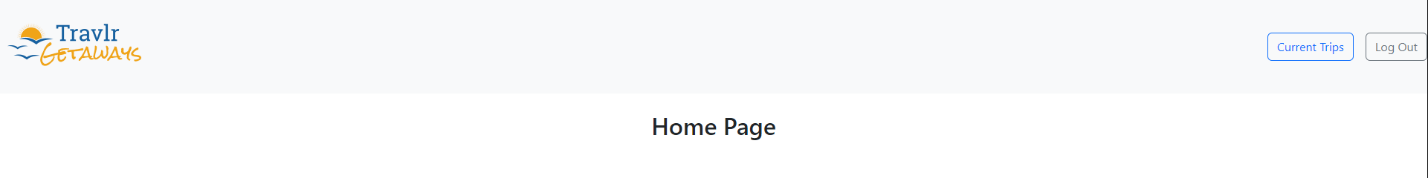 Travlr
Getaways
Current Trips
Log Out
Home Page